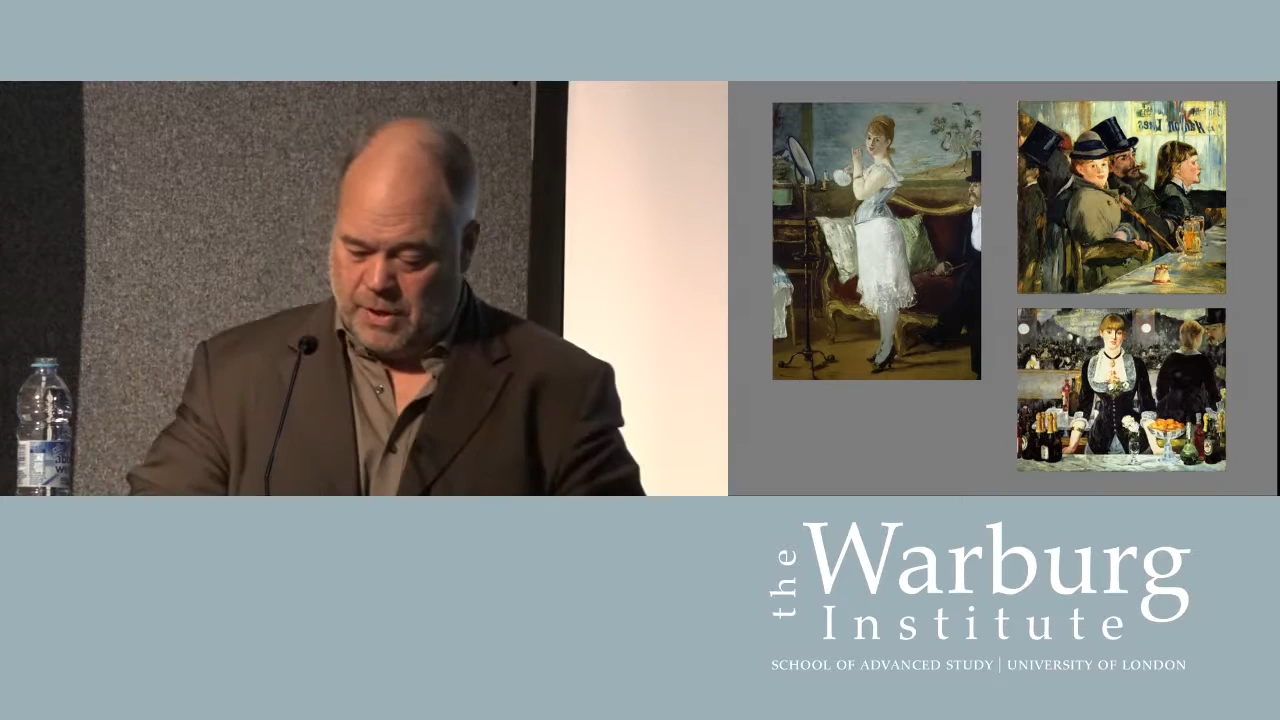 the Warburg
Institute
SCHOOL OF ADVANCED STUDY | UNIVERSITY OF LONDON